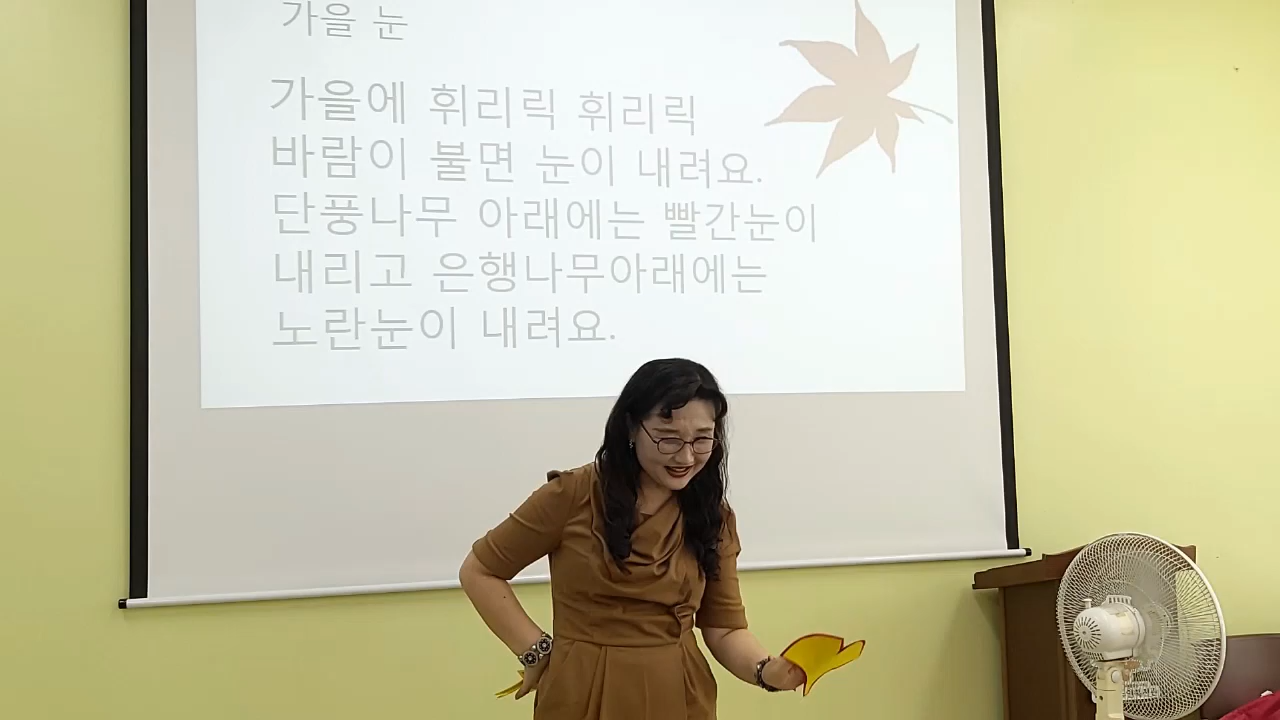 가을 눈
가을에 휘리릭 휘리릭
바람이 불면 눈이 내려요.
단풍나무 아래에는 빨간눈이
내리고 은행나무아래에는
노란눈이 내려요.